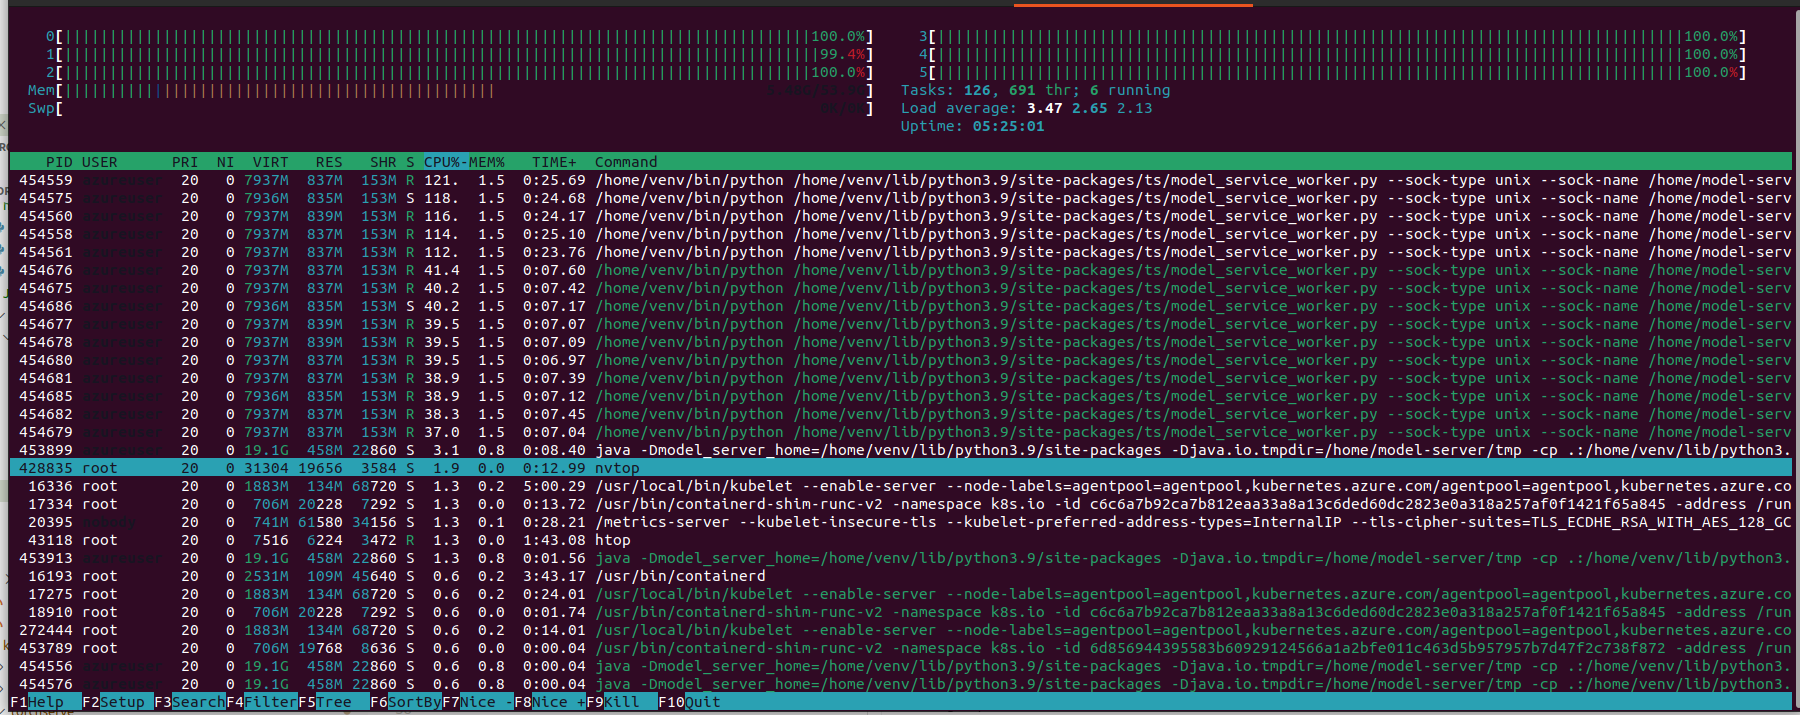 0[100.0%] 3[100.0%]
1[99.4%] 4[100.0%]
2[100.0%] 5[100.0%]
Mem[ ] Tasks: 126, 691 thr; 6 running
Swp[ ] Load average: 3.47 2.65 2.13
Uptime: 05:25:01
PID USER PRI NI VIRT RES SHR S CPU%-MEM% TIME+ Command
454559 20 0 7937M 837M 153M R 121. 1.5 0:25.69 /home/venv/bin/python /home/venv/lib/python3.9/site-packages/ts/model_service_worker.py --sock-type unix --sock-name /home/model-serv
454575 20 0 7936M 835M 153M S 118. 1.5 0:24.68 /home/venv/bin/python /home/venv/lib/python3.9/site-packages/ts/model_service_worker.py --sock-type unix --sock-name /home/model-serv
454560 20 0 7937M 839M 153M R 116. 1.5 0:24.17 /home/venv/bin/python /home/venv/lib/python3.9/site-packages/ts/model_service_worker.py --sock-type unix --sock-name /home/model-serv
454558 20 0 7937M 839M 153M R 114. 1.5 0:25.10 /home/venv/bin/python /home/venv/lib/python3.9/site-packages/ts/model_service_worker.py --sock-type unix --sock-name /home/model-serv
454561 20 0 7937M 837M 153M R 112. 1.5 0:23.76 /home/venv/bin/python /home/venv/lib/python3.9/site-packages/ts/model_service_worker.py --sock-type unix --sock-name /home/model-serv
454676 20 0 7937M 837M 153M R 41.4 1.5 0:07.60 /home/venv/bin/python /home/venv/lib/python3.9/site-packages/ts/model_service_worker.py --sock-type unix --sock-name /home/model-serv
454675 20 0 7937M 837M 153M R 40.2 1.5 0:07.42 /home/venv/bin/python /home/venv/lib/python3.9/site-packages/ts/model_service_worker.py --sock-type unix --sock-name /home/model-serv
454686 20 0 7936M 835M 153M S 40.2 1.5 0:07.17 /home/venv/bin/python /home/venv/lib/python3.9/site-packages/ts/model_service_worker.py --sock-type unix --sock-name /home/model-serv
454677 20 0 7937M 839M 153M R 39.5 1.5 0:07.07 /home/venv/bin/python /home/venv/lib/python3.9/site-packages/ts/model_service_worker.py --sock-type unix --sock-name /home/model-serv
454678 20 0 7937M 839M 153M R 39.5 1.5 0:07.09 /home/venv/bin/python /home/venv/lib/python3.9/site-packages/ts/model_service_worker.py --sock-type unix --sock-name /home/model-serv
454680 20 0 7937M 837M 153M R 39.5 1.5 0:06.97 /home/venv/bin/python /home/venv/lib/python3.9/site-packages/ts/model_service_worker.py --sock-type unix --sock-name /home/model-serv
454681 20 0 7937M 837M 153M R 38.9 1.5 0:07.39 /home/venv/bin/python /home/venv/lib/python3.9/site-packages/ts/model_service_worker.py --sock-type unix --sock-name /home/model-serv
454685 20 0 7936M 835M 153M R 38.9 1.5 0:07.12 /home/venv/bin/python /home/venv/lib/python3.9/site-packages/ts/model_service_worker.py --sock-type unix --sock-name /home/model-serv
454682 20 0 7937M 837M 153M R 38.3 1.5 0:07.45 /home/venv/bin/python /home/venv/lib/python3.9/site-packages/ts/model_service_worker.py --sock-type unix --sock-name /home/model-serv
454679 20 0 7937M 837M 153M R 37.0 1.5 0:07.04 /home/venv/bin/python /home/venv/lib/python3.9/site-packages/ts/model_service_worker.py --sock-type unix --sock-name /home/model-serv
453899 20 0 19.1G 458M 22860 S 3.1 0.8 0:08.40 java -Dmodel_server_home=/home/venv/lib/python3.9/site-packages -Djava.io.tmpdir=/home/model-server/tmp -cp .:/home/venv/lib/python3.
428835 root 20 0 31304 19656 3584 S 1.9 0.0 0:12.99 nvtop
16336 root 20 0 1883M 134M 68720 S 1.3 0.2 5:00.29 /usr/local/bin/kubelet --enable-server --node-labels=agentpool=agentpool,kubernetes.azure.com/agentpool=agentpool,kubernetes.azure.co
17334 root 20 0 706M 20228 7292 S 1.3 0.0 0:13.72 /usr/bin/containerd-shim-runc-v2 -namespace k8s.io -id c6c6a7b92ca7b812eaa33a8a13c6ded60dc2823e0a318a257af0f1421f65a845 -address /run
20395 20 0 741M 61580 34156 S 1.3 0.1 0:28.21 /metrics-server --kubelet-insecure-tls --kubelet-preferred-address-types=InternalIP --tls-cipher-suites=TLS_ECDHE_RSA_WITH_AES_128_GC
43118 root 20 0 7516 6224 3472 R 1.3 0.0 1:43.08 htop
453913 20 0 19.1G 458M 22860 S 1.3 0.8 0:01.56 java -Dmodel_server_home=/home/venv/lib/python3.9/site-packages -Djava.io.tmpdir=/home/model-server/tmp -cp .:/home/venv/lib/python3.
16193 root 20 0 2531M 109M 45640 S 0.6 0.2 3:43.17 /usr/bin/containerd
17275 root 20 0 1883M 134M 68720 S 0.6 0.2 0:24.01 /usr/local/bin/kubelet --enable-server --node-labels=agentpool=agentpool,kubernetes.azure.com/agentpool=agentpool,kubernetes.azure.co
18910 root 20 0 706M 20228 7292 S 0.6 0.0 0:01.74 /usr/bin/containerd-shim-runc-v2 -namespace k8s.io -id c6c6a7b92ca7b812eaa33a8a13c6ded60dc2823e0a318a257af0f1421f65a845 -address /run
272444 root 20 0 1883M 134M 68720 S 0.6 0.2 0:14.01 /usr/local/bin/kubelet --enable-server --node-labels=agentpool=agentpool,kubernetes.azure.com/agentpool=agentpool,kubernetes.azure.co
453789 root 20 0 706M 19768 8636 S 0.6 0.0 0:00.04 /usr/bin/containerd-shim-runc-v2 -namespace k8s.io -id 6d856944395583b60929124566a1a2bfe011c463d5b957957b7d47f2c738f872 -address /run
454556 20 0 19.1G 458M 22860 S 0.6 0.8 0:00.04 java -Dmodel_server_home=/home/venv/lib/python3.9/site-packages -Djava.io.tmpdir=/home/model-server/tmp -cp .:/home/venv/lib/python3.
454576 20 0 19.1G 458M 22860 S 0.6 0.8 0:00.04 java -Dmodel_server_home=/home/venv/lib/python3.9/site-packages -Djava.io.tmpdir=/home/model-server/tmp -cp .:/home/venv/lib/python3.
F1Help F2Setup F3SearchF4FilterF5Tree F6SortByF7Nice -F8Nice +F9Kill F10Quit